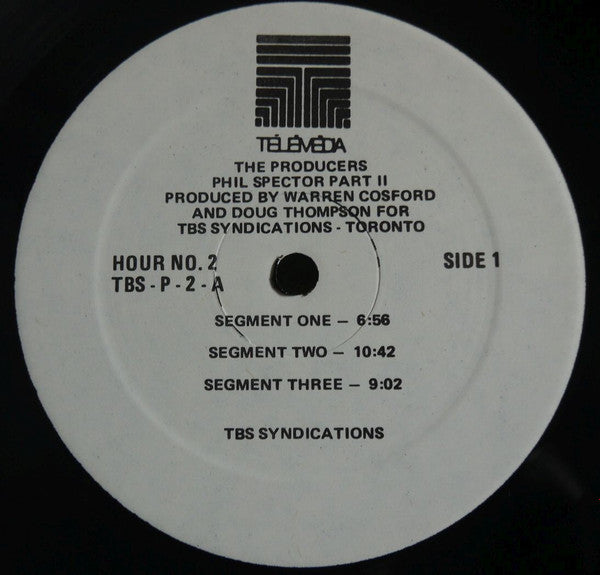 TÉLÉMÉDIA
THE PRODUCERS
PHIL SPECTOR PART II
PRODUCED BY WARREN COSFORD
AND DOUG THOMPSON FOR
TBS SYNDICATIONS - TORONTO
HOUR NO. 2
TBS - P - 2 - A
SIDE 1
SEGMENT ONE – 6:56
SEGMENT TWO – 10:42
SEGMENT THREE – 9:02
TBS SYNDICATIONS